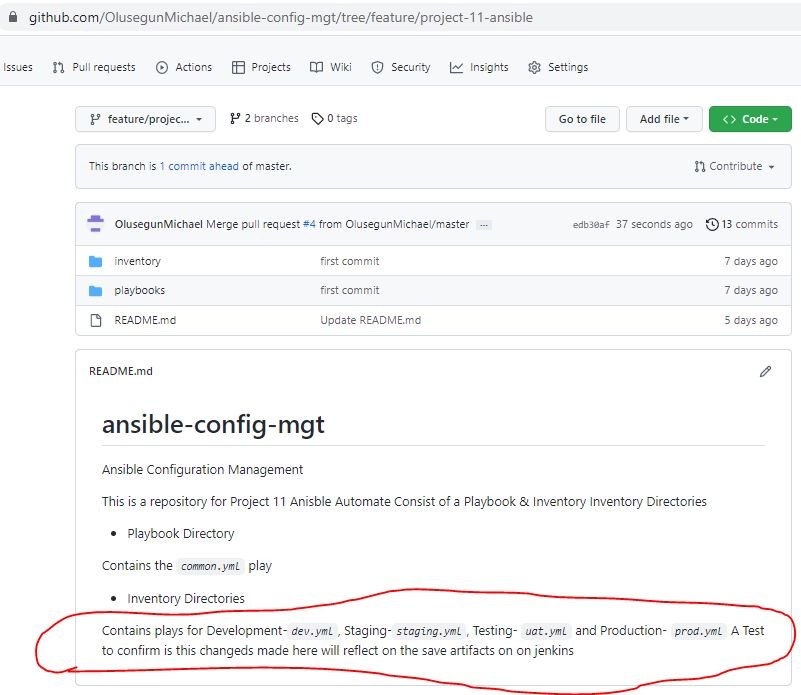 github.com/OlusegunMichael/ansible-config-mgt/tree/feature/project-11-ansible
Issues Pull requests Actions Projects Wiki Security Insights Settings
feature/projec... 2 branches 0 tags Go to file Add file Code
This branch is 1 commit ahead of master. Contribute
OlusegunMichael Merge pull request #4 from OlusegunMichael/master ... edb30af 37 seconds ago 13 commits
inventory first commit 7 days ago
playbooks first commit 7 days ago
README.md Update README.md 5 days ago
README.md
ansible-config-mgt
Ansible Configuration Management
This is a repository for Project 11 Anisble Automate Consist of a Playbook & Inventory Inventory Directories
• Playbook Directory
Contains the common.yml play
• Inventory Directories
Contains plays for Development- dev.yml , Staging- staging.yml , Testing- uat.yml and Production- prod.yml A Test
to confirm is this changeds made here will reflect on the save artifacts on on jenkins